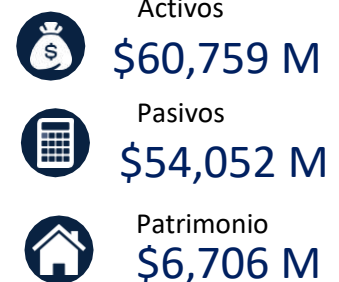 Activos
$60,759 M
Pasivos
$54,052 M
Patrimonio
$6,706 M